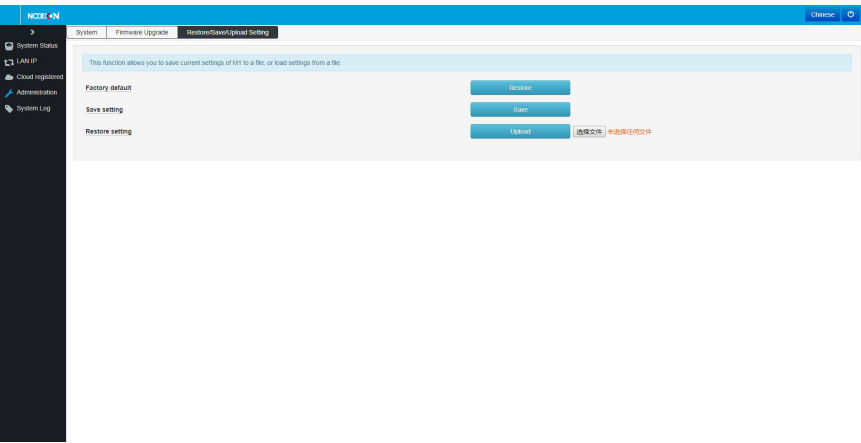 NODEON
Chinese
System Firmware Upgrade Restore/Save/Upload Setting
System Status
LAN IP
Cloud registered
Administration
System Log
This function allows you to save current settings of M1 to a file, or load settings from a file.
Factory default Restore
Save setting Save
Restore setting Upload 选择文件 未选择任何文件